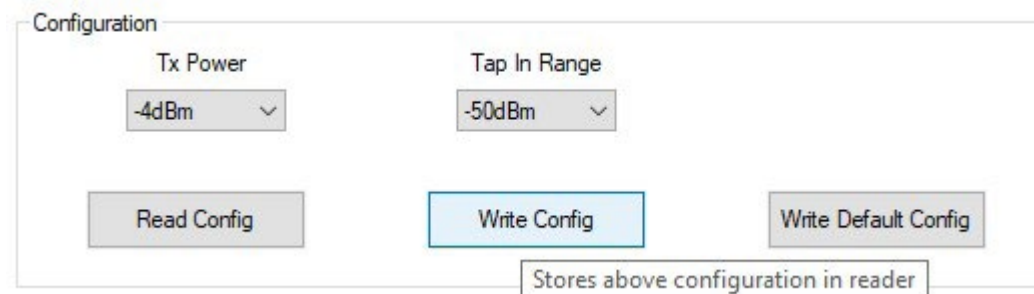 Configuration
Tx Power
Tap In Range
-4dBm
-50dBm
Read Config
Write Config
Write Default Config
Stores above configuration in reader